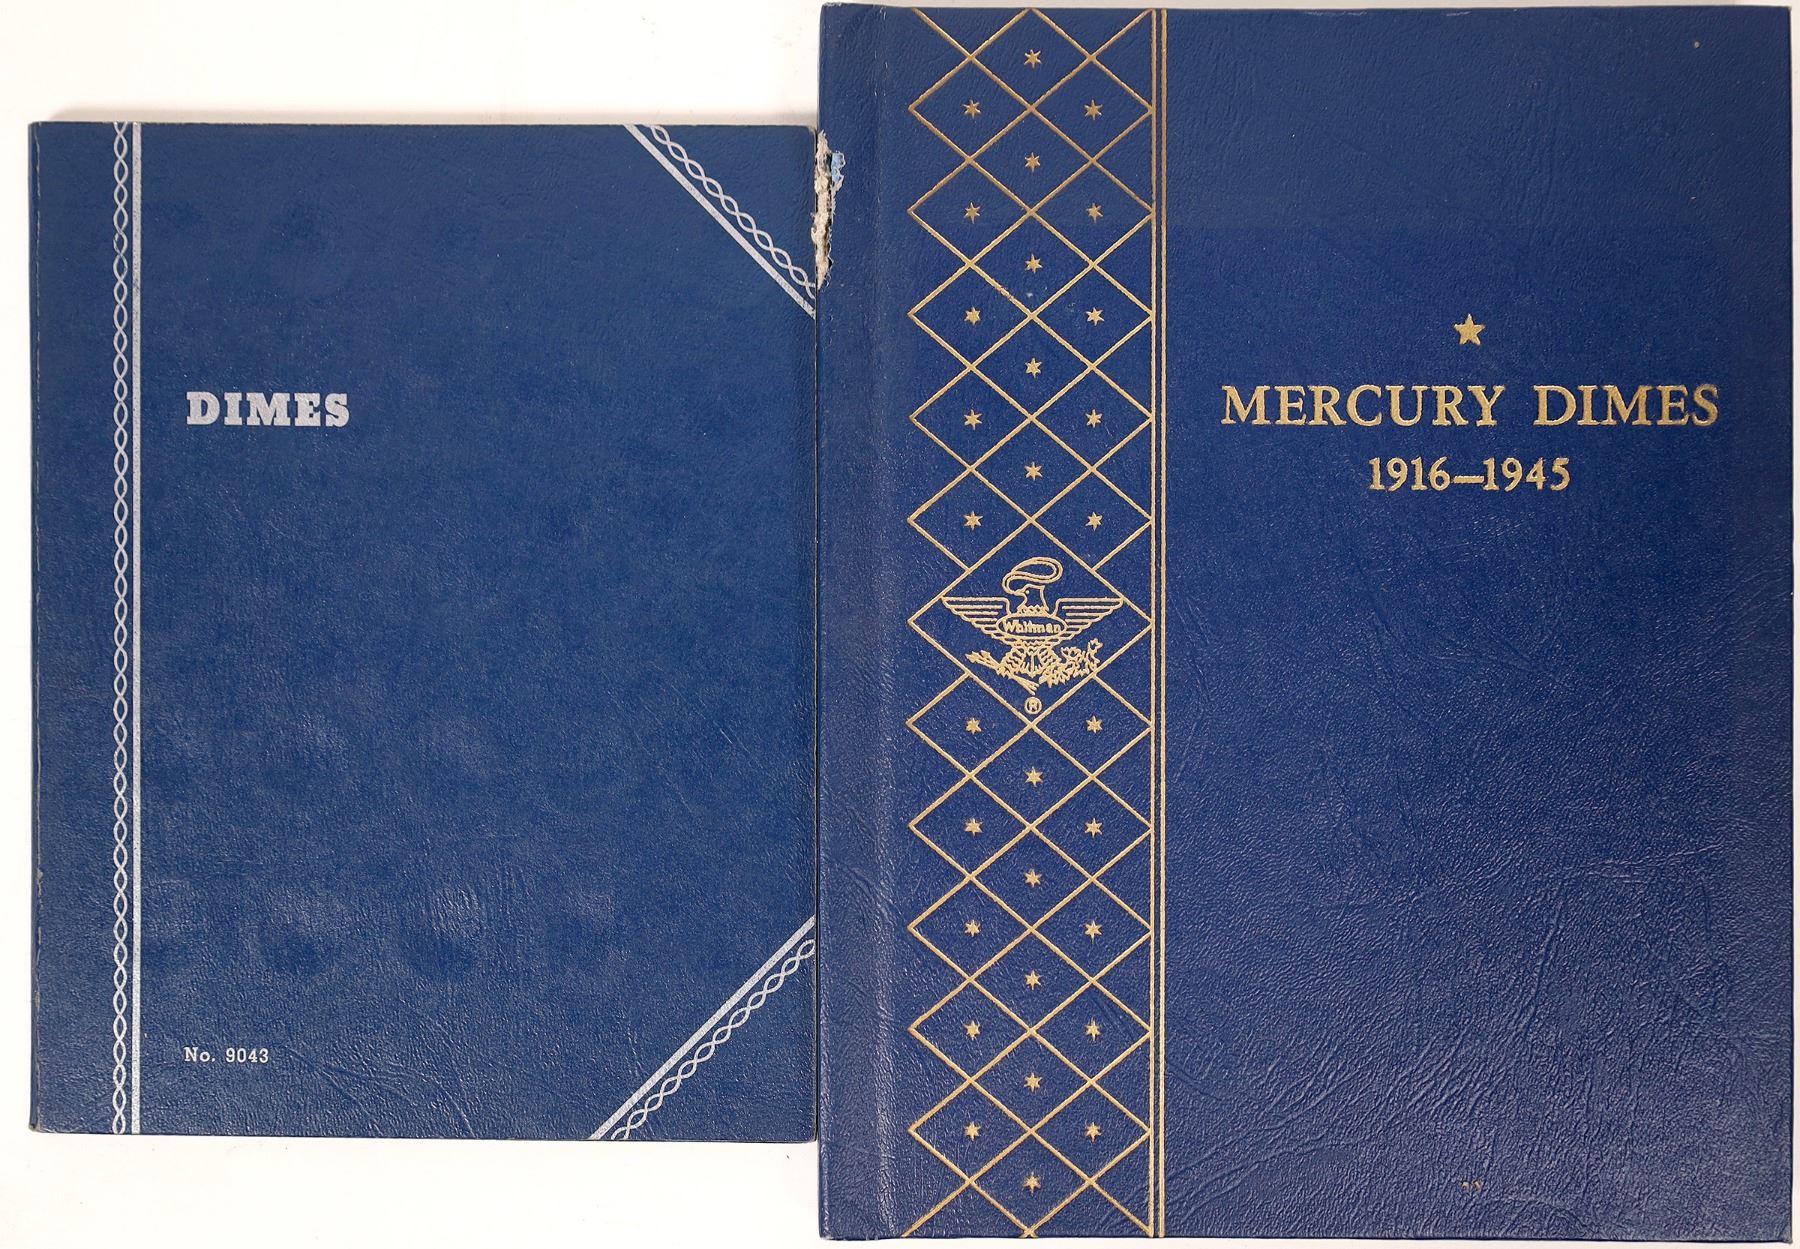 DIMES
No. 9043
MERCURY DIMES
1916–1945
Whitman
®